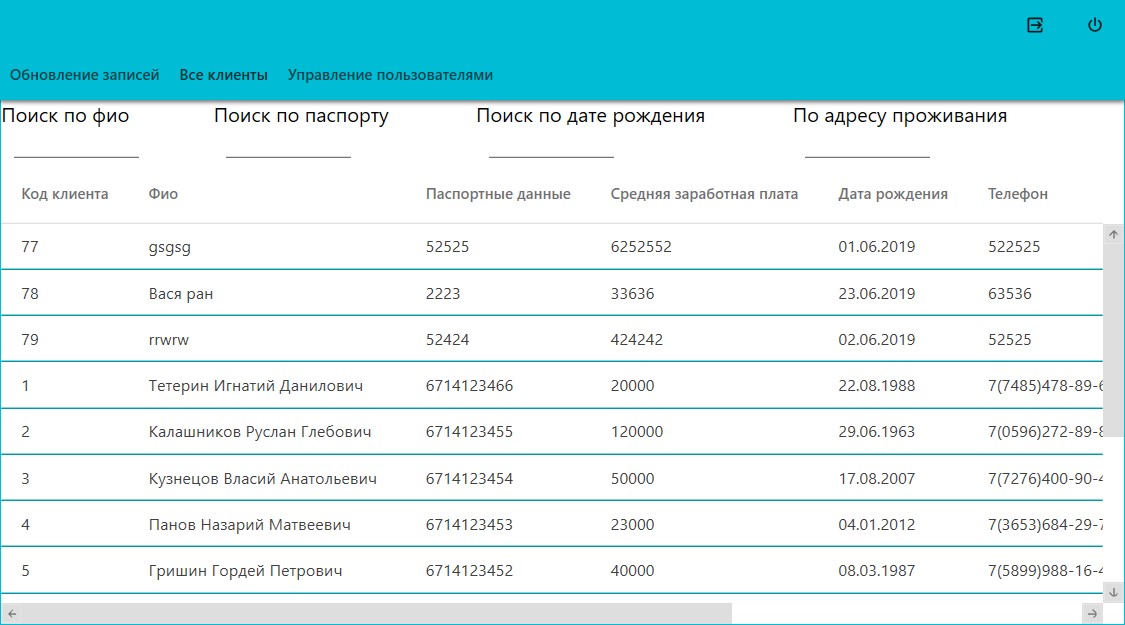 Обновление записей Все клиенты Управление пользователями
Поиск по фио Поиск по паспорту Поиск по дате рождения По адресу проживания
Код клиента Фио Паспортные данные Средняя заработная плата Дата рождения Телефон
77 gsgsg 52525 6252552 01.06.2019 522525
78 Вася ран 2223 33636 23.06.2019 63536
79 rrwrw 52424 424242 02.06.2019 52525
1 Тетерин Игнатий Данилович 6714123466 20000 22.08.1988 7(7485)478-89-6
2 Калашников Руслан Глебович 6714123455 120000 29.06.1963 7(0596)272-89-8
3 Кузнецов Власий Анатольевич 6714123454 50000 17.08.2007 7(7276)400-90-4
4 Панов Назарий Матвеевич 6714123453 23000 04.01.2012 7(3653)684-29-7
5 Гришин Гордей Петрович 6714123452 40000 08.03.1987 7(5899)988-16-4